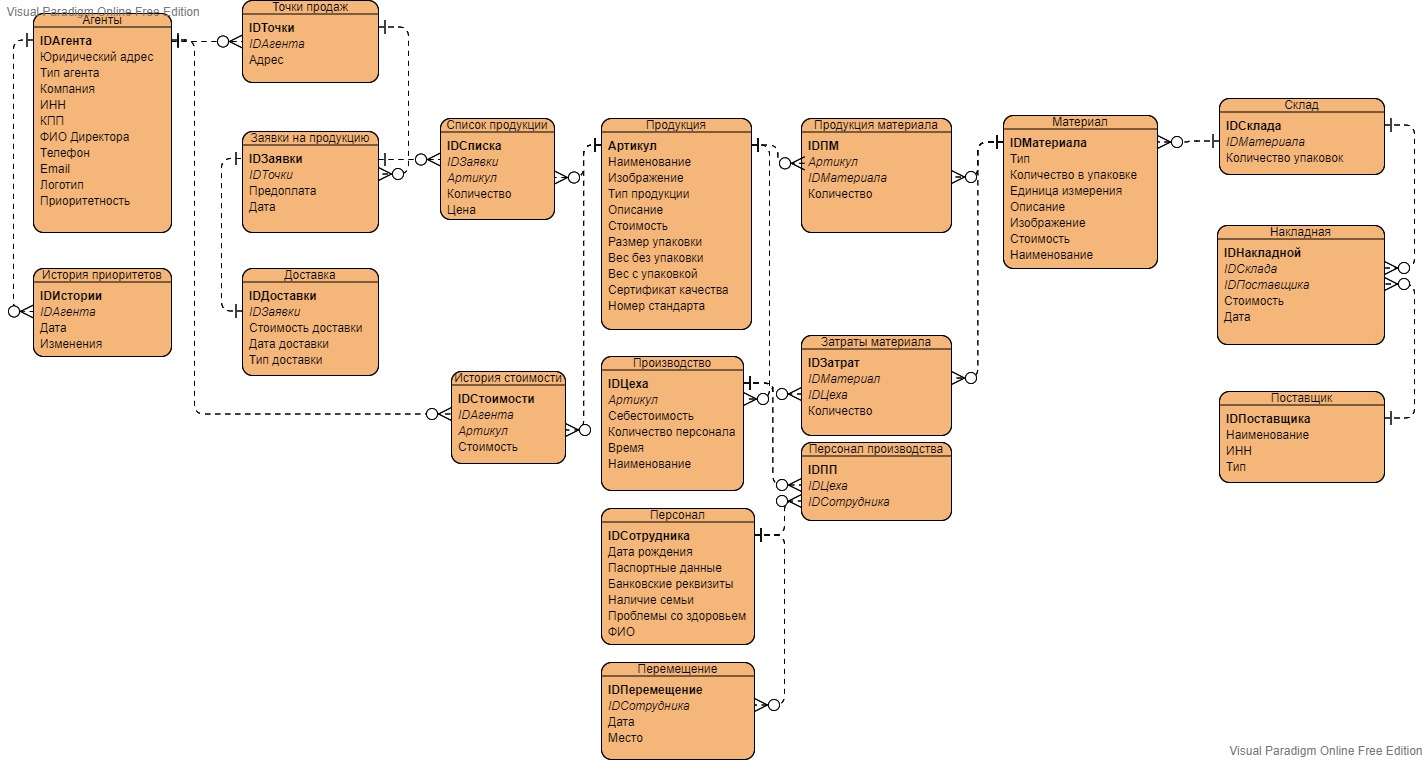 Visual Paradigm Online Free Edition
Агенты
IDАгента
Юридический адрес
Тип агента
Компания
ИНН
КПП
ФИО Директора
Телефон
Email
Логотип
Приоритетность
История приоритетов
IDИстории
IDАгента
Дата
Изменения
Точки продаж
IDТочки
IDАгента
Адрес
Заявки на продукцию
IDЗаявки
IDТочки
Предоплата
Дата
Доставка
IDДоставки
IDЗаявки
Стоимость доставки
Дата доставки
Тип доставки
Список продукции
IDСписка
IDЗаявки
Артикул
Количество
Цена
История стоимости
IDСтоимости
IDАгента
Артикул
Стоимость
Продукция
Артикул
Наименование
Изображение
Тип продукции
Описание
Стоимость
Размер упаковки
Вес без упаковки
Вес с упаковкой
Сертификат качества
Номер стандарта
Производство
IDЦеха
Артикул
Себестоимость
Количество персонала
Время
Наименование
Персонал
IDСотрудника
Дата рождения
Паспортные данные
Банковские реквизиты
Наличие семьи
Проблемы со здоровьем
ФИО
Перемещение
IDПеремещение
IDСотрудника
Дата
Место
Продукция материала
IDПМ
Артикул
IDМатериала
Количество
Затраты материала
IDЗатрат
IDМатериал
IDЦеха
Количество
Персонал производства
IDПП
IDЦеха
IDСотрудника
Материал
IDМатериала
Тип
Количество в упаковке
Единица измерения
Описание
Изображение
Стоимость
Наименование
Склад
IDСклада
IDМатериала
Количество упаковок
Накладная
IDНакладной
IDСклада
IDПоставщика
Стоимость
Дата
Поставщик
IDПоставщика
Наименование
ИНН
Тип
Visual Paradigm Online Free Edition